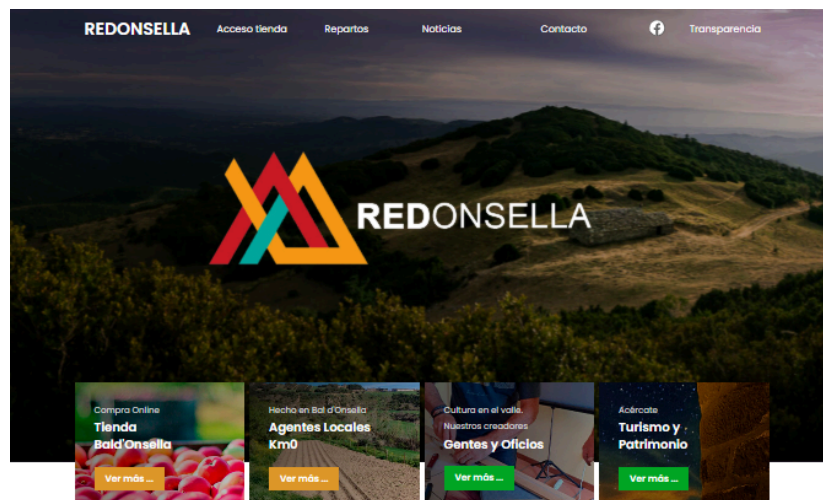 REDONSELLA Acceso tienda Repartos Noticias Contacto Transparencia
REDONSELLA
Compra Online
Tienda
Bald'Onsella
Ver más ...
Hecho en Bal d'Onsella
Agentes Locales
Km0
Ver más ...
Cultura en el valle.
Nuestros creadores
Gentes y Oficios
Ver más ...
Acércate
Turismo y
Patrimonio
Ver más ...